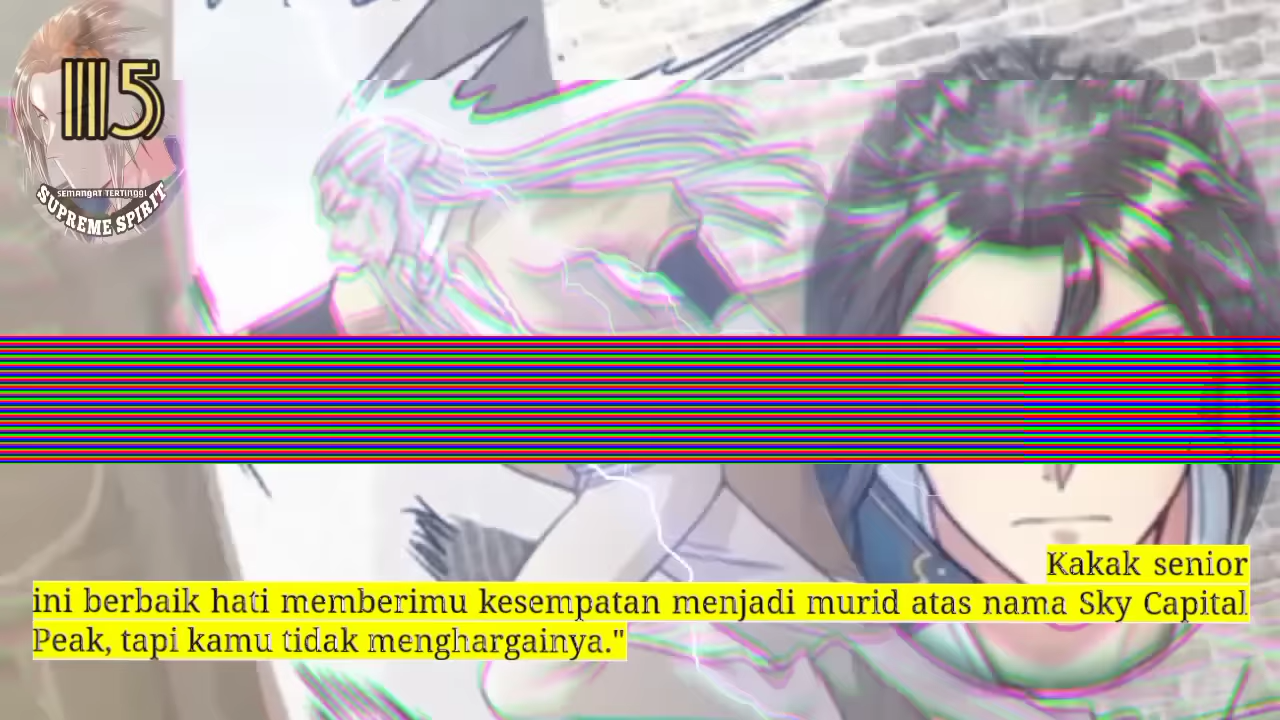 115
SEMANGAT TERTINGGI
SUPREME SPIRIT
Kakak senior
ini berbaik hati memberimu kesempatan menjadi murid atas nama Sky Capital
Peak, tapi kamu tidak menghargainya."